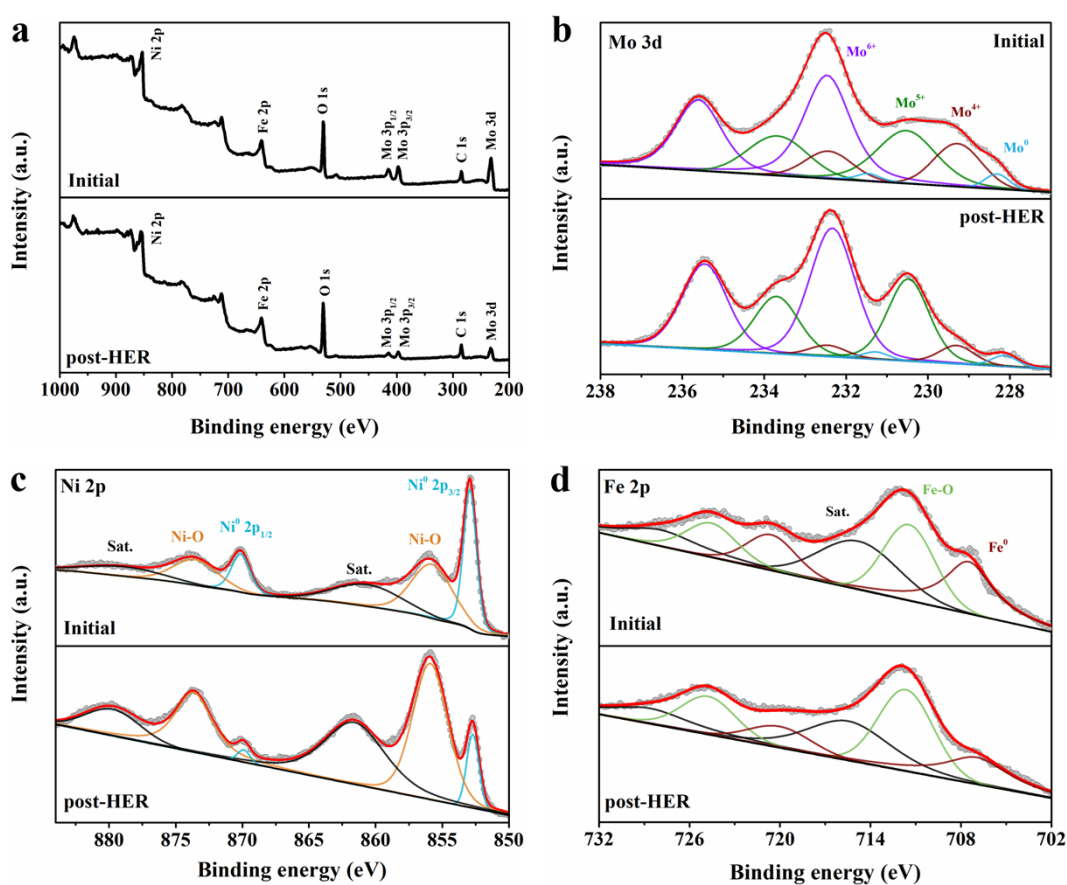 a
Ni 2p
Fe 2p
O 1s
Mo 3p1/2
Mo 3p3/2
C 1s
Mo 3d
Initial
Ni 2p
Fe 2p
O 1s
Mo 3p1/2
Mo 3p3/2
C 1s
Mo 3d
post-HER
1000 900 800 700 600 500 400 300 200
Binding energy (eV)
Intensity (a.u.)
b
Mo 3d
Initial
Mo6+
Mo5+
Mo4+
Mo0
post-HER
238 236 234 232 230 228
Binding energy (eV)
Intensity (a.u.)
Intensity (a.u.)
c
Ni 2p
Ni0 2p3/2
Ni0 2p1/2
Ni-O
Ni-O
Sat.
Sat.
Initial
post-HER
880 875 870 865 860 855 850
Binding energy (eV)
Intensity (a.u.)
d
Fe 2p
Fe-O
Sat.
Fe0
Initial
post-HER
732 726 720 714 708 702
Binding energy (eV)
Intensity (a.u.)
Intensity (a.u.)